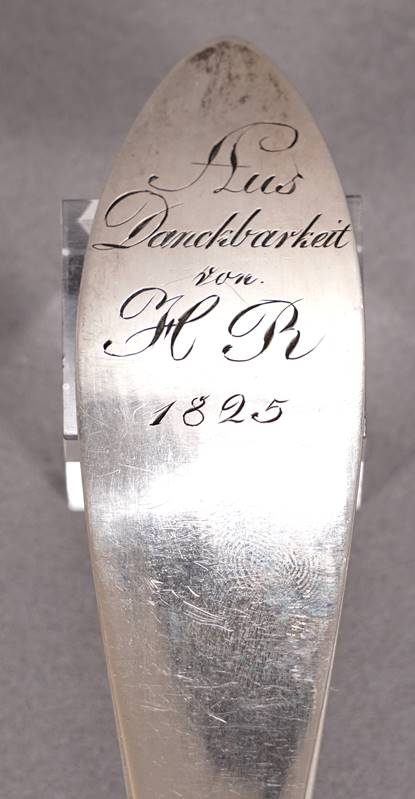 Aus
Danckbarkeit
von.
H R
1825